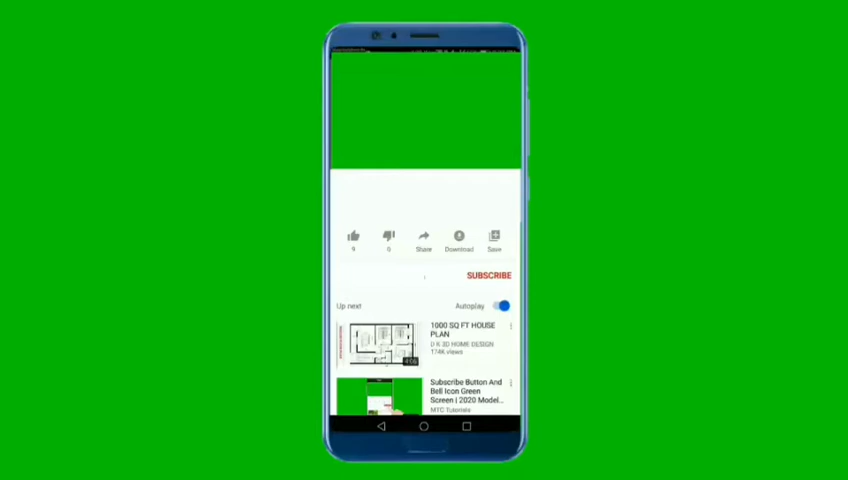 9
0
Share
Download
Save
SUBSCRIBE
Up next
Autoplay
1000 SQ FT HOUSE
PLAN
D K 3D HOME DESIGN
174K views
Subscribe Button And
Bell Icon Green
Screen | 2020 Model...
MTC Tutorials